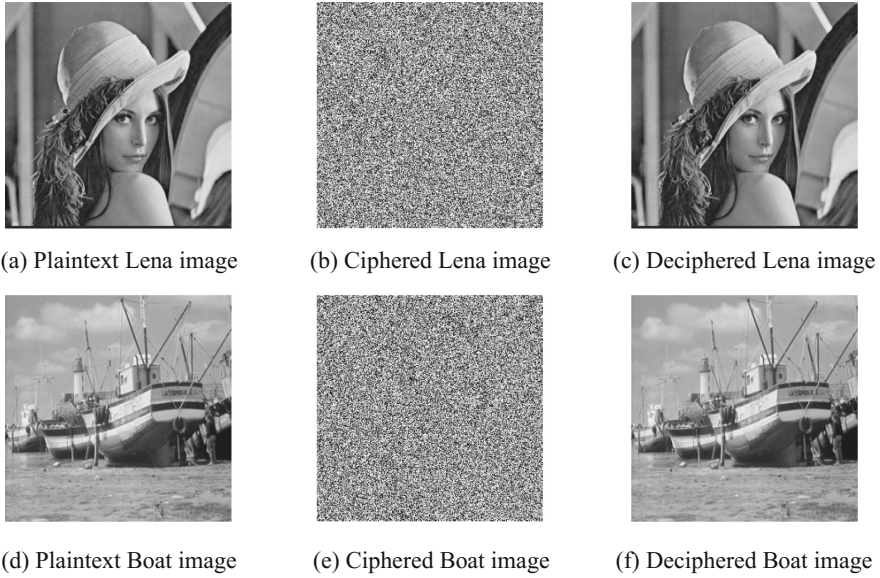 (a) Plaintext Lena image
(b) Ciphered Lena image
(c) Deciphered Lena image
(d) Plaintext Boat image
(e) Ciphered Boat image
(f) Deciphered Boat image